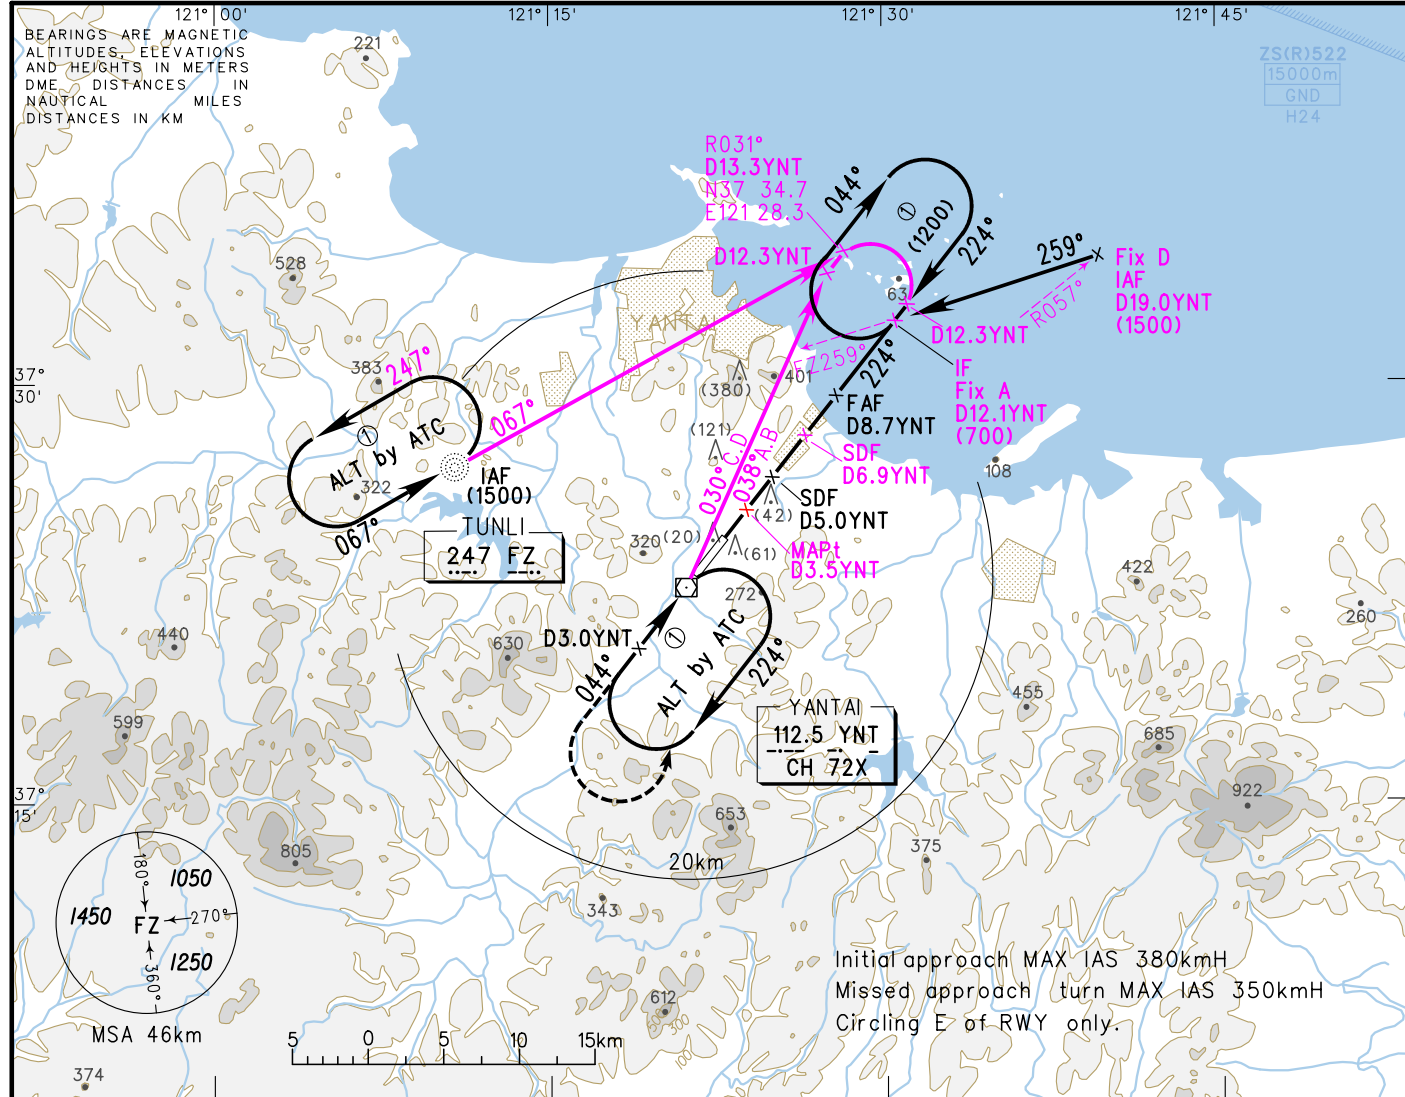 121° 00'
121° 15'
121° 30'
121° 45'
BEARINGS ARE MAGNETIC
ALTITUDES, ELEVATIONS
AND HEIGHTS IN METERS
DME DISTANCES IN
NAUTICAL MILES
DISTANCES IN KM
221
ZS(R)522
15000m
GND
H24
R031°
D13.3YNT
N37 34.7
E121 28.3
D12.3YNT
044°
①
(1200)
224°
259°
Fix D
IAF
D19.0YNT
(1500)
R057°
63
D12.3YNT
528
YANTAI
FZ259°
224°
IF
Fix A
D12.1YNT
(700)
37°
30'
383
247°
067°
①
ALT by ATC
322
067°
IAF
(1500)
TUNLI
247 FZ
(380)
401
FAF
D8.7YNT
(121)
030° C.D
038° A.B
SDF
D6.9YNT
108
SDF
D5.0YNT
(42)
MAPt
D3.5YNT
320
(20)
(61)
272
422
260
440
630
D3.0YNT
044°
①
ALT by ATC
224°
455
599
YANTAI
112.5 YNT
CH 72X
685
922
37°
15'
653
805
375
20km
180°
1050
1450
FZ
270°
1250
360°
MSA 46km
343
612
500
300
100
Initial approach MAX IAS 380kmH
Missed approach turn MAX IAS 350kmH
Circling E of RWY only.
5 0 5 10 15km
374